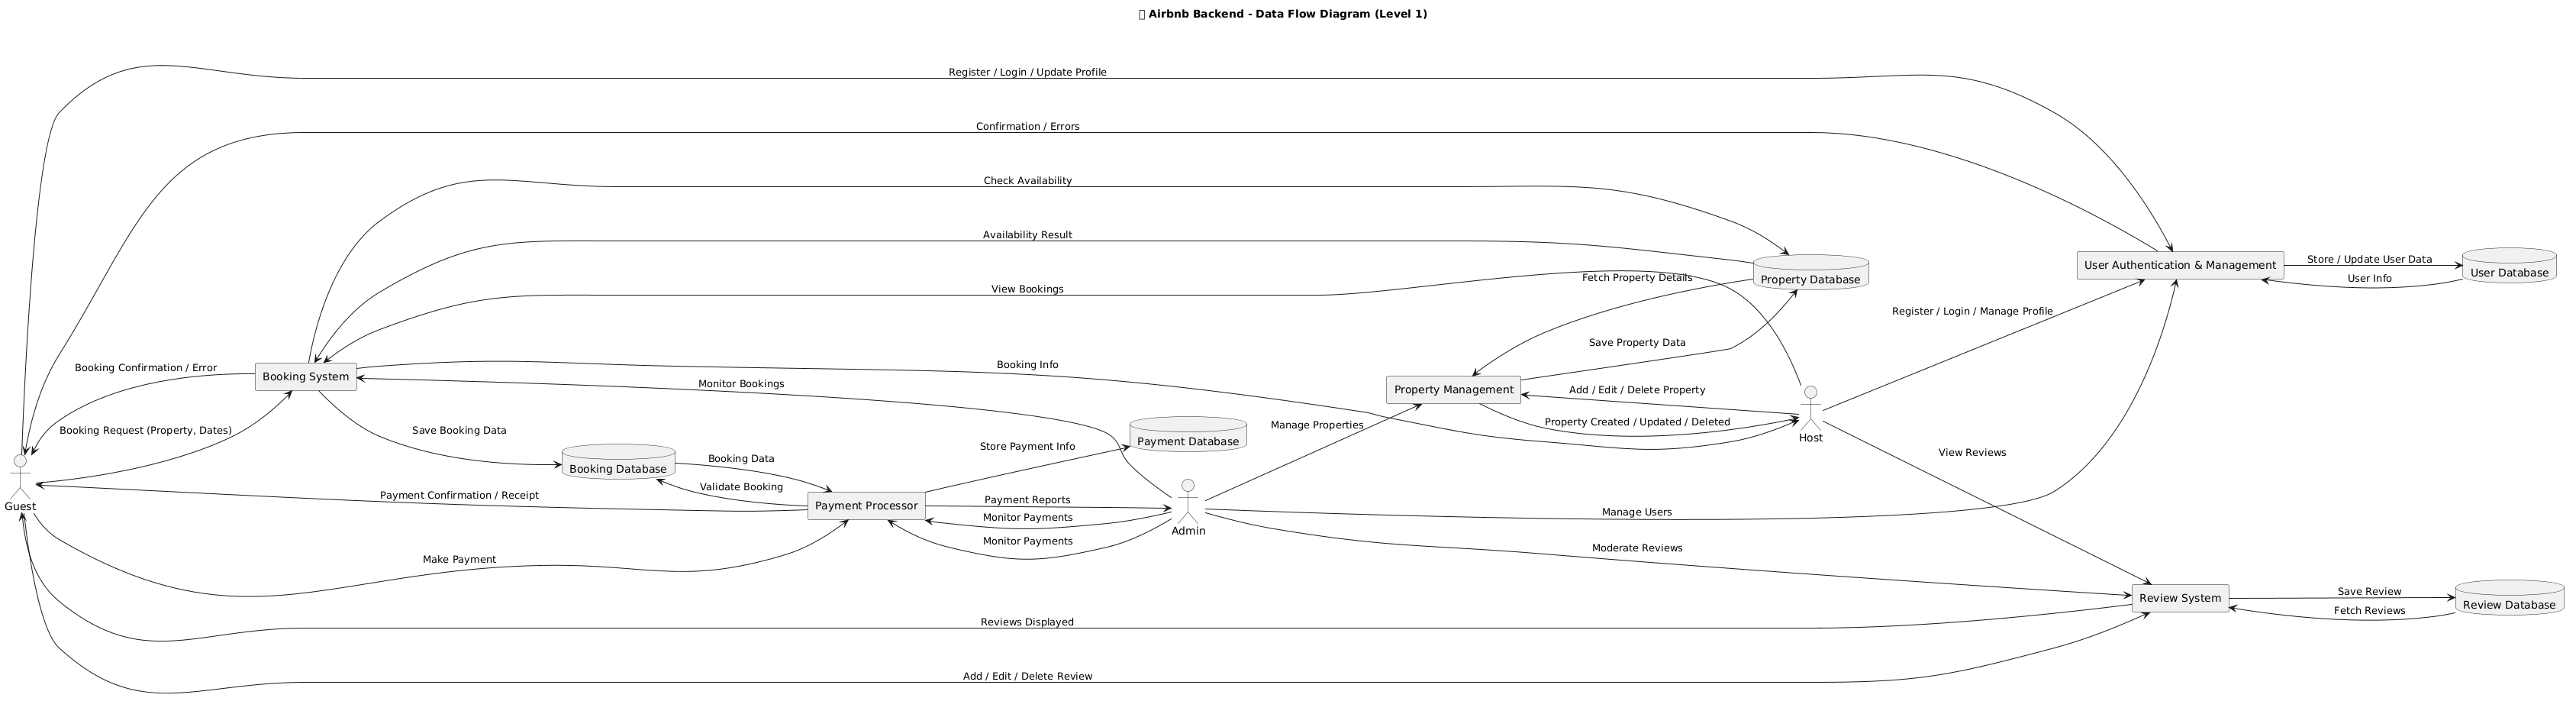 Airbnb Backend - Data Flow Diagram (Level 1)
Register / Login / Update Profile
Confirmation / Errors
Check Availability
Availability Result
View Bookings
Fetch Property Details
Property Database
User Authentication & Management
Store / Update User Data
User Info
User Database
Register / Login / Manage Profile
Save Property Data
Booking Confirmation / Error
Booking System
Booking Info
Monitor Bookings
Property Management
Add / Edit / Delete Property
Property Created / Updated / Deleted
Host
Manage Properties
Booking Request (Property, Dates)
Save Booking Data
Payment Database
Store Payment Info
Booking Database
Booking Data
Validate Booking
View Reviews
Guest
Payment Confirmation / Receipt
Payment Processor
Payment Reports
Monitor Payments
Monitor Payments
Admin
Manage Users
Moderate Reviews
Make Payment
Review System
Save Review
Fetch Reviews
Review Database
Reviews Displayed
Add / Edit / Delete Review